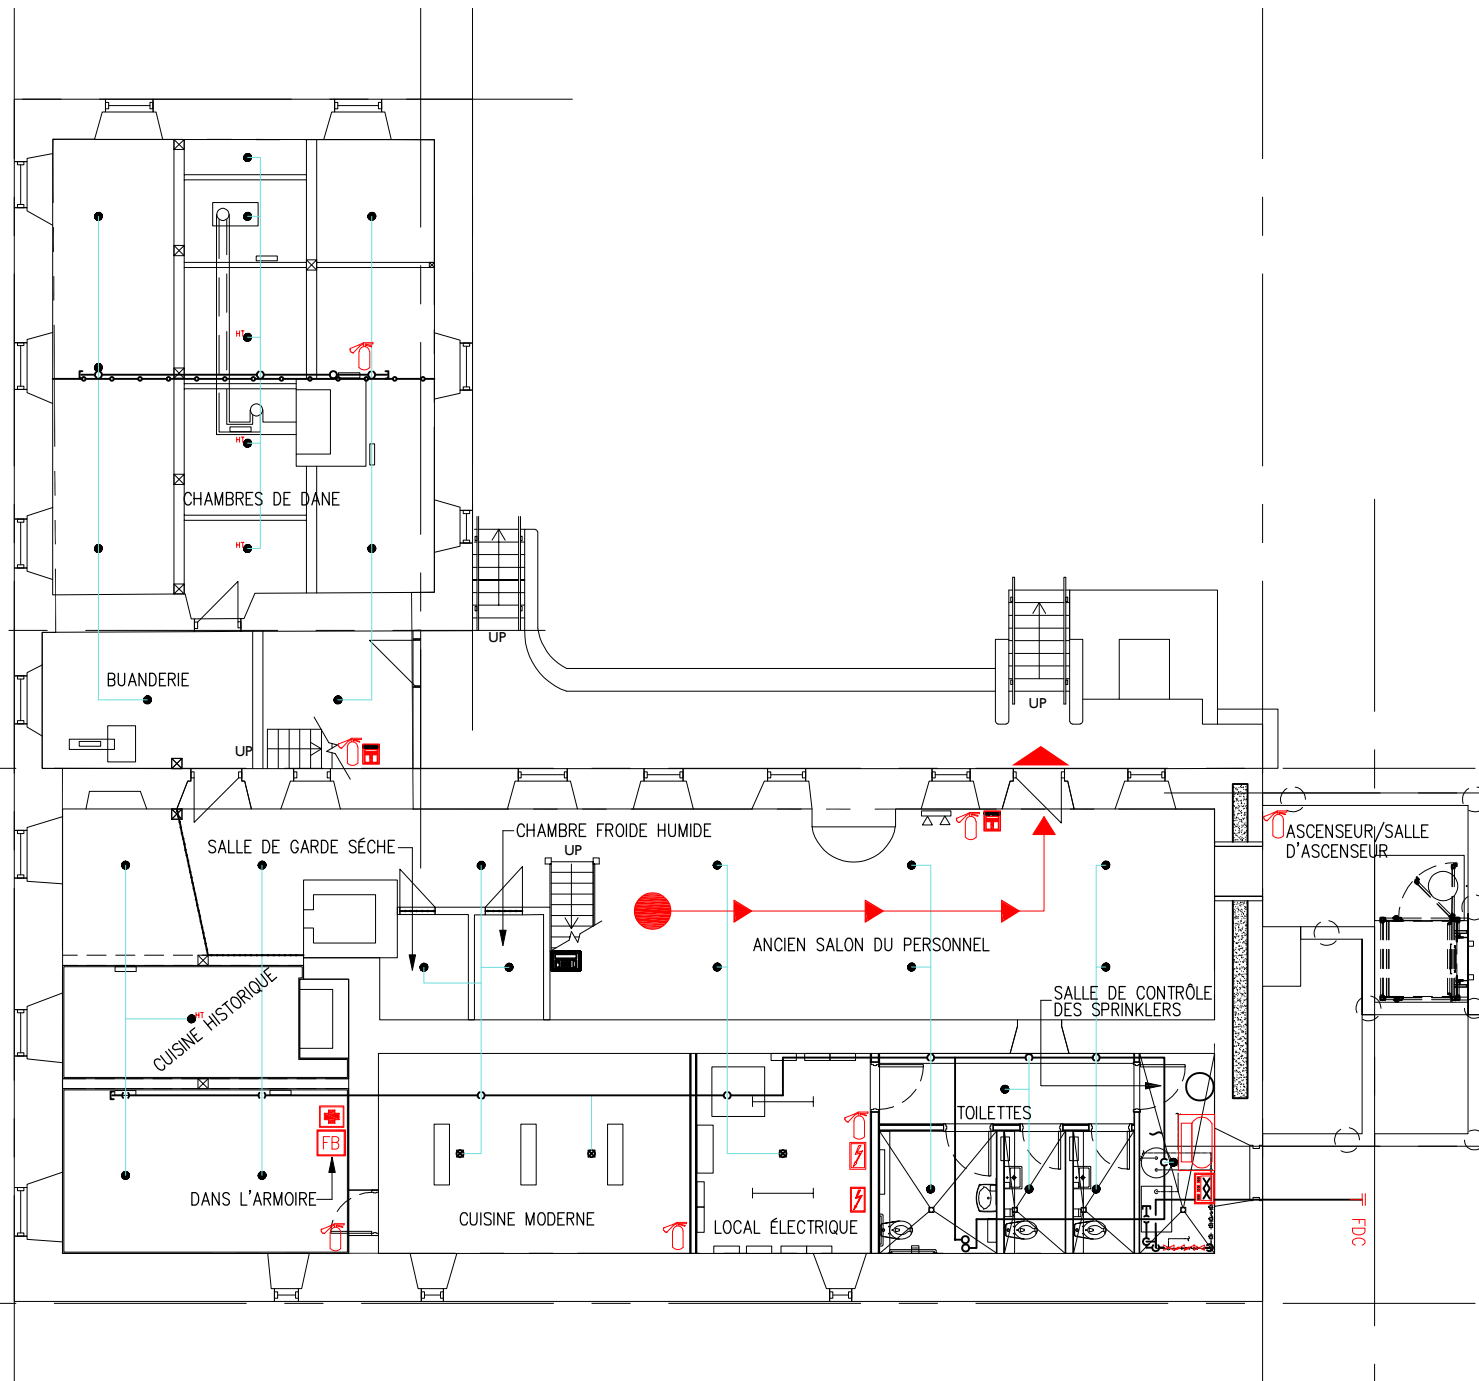 HT
HT
CHAMBRES DE DANE
HT
UP
BUANDERIE
UP
UP
CHAMBRE FROIDE HUMIDE
SALLE DE GARDE SÉCHE
UP
ASCENSEUR/SALLE
D'ASCENSEUR
ANCIEN SALON DU PERSONNEL
SALLE DE CONTRÔLE
DES SPRINKLERS
HT
CUISINE HISTORIQUE
TOILETTES
FB
DANS L'ARMOIRE
CUISINE MODERNE
LOCAL ÉLECTRIQUE
FDC